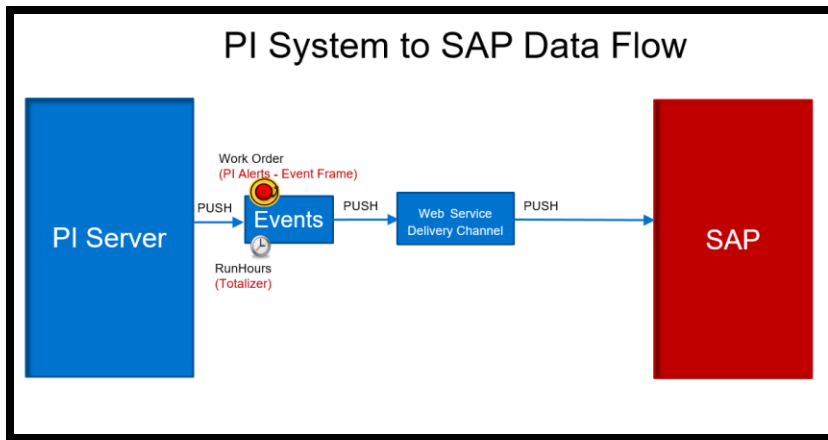 PI System to SAP Data Flow
PI Server
PUSH
Work Order
(PI Alerts - Event Frame)
Events
RunHours
(Totalizer)
PUSH
Web Service
Delivery Channel
PUSH
SAP